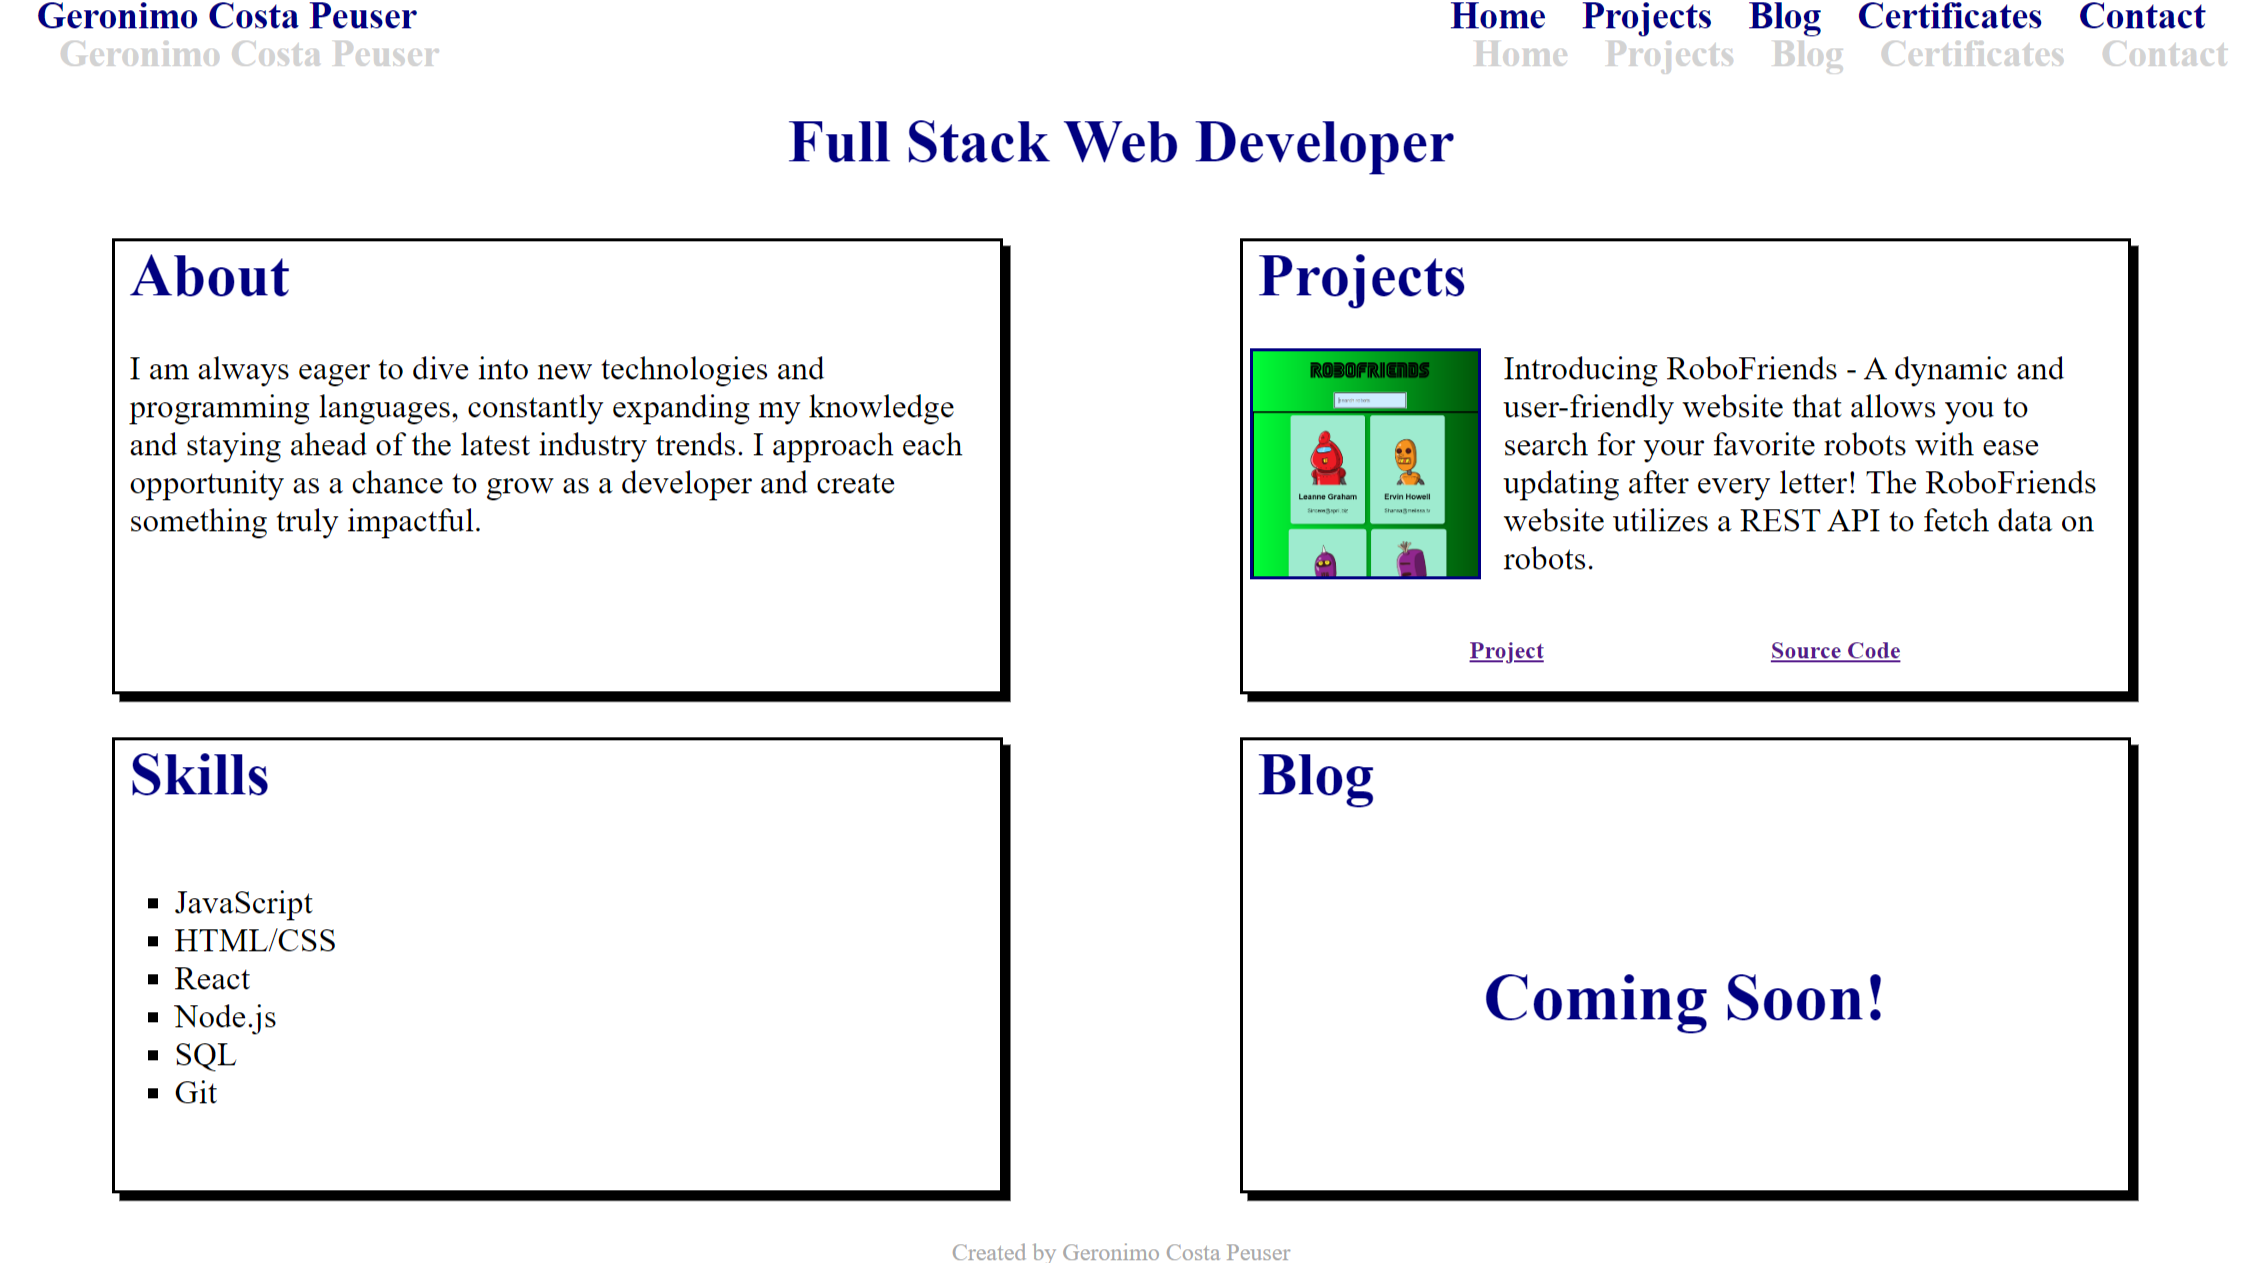 Geronimo Costa Peuser
Home Projects Blog Certificates Contact
Geronimo Costa Peuser
Home Projects Blog Certificates Contact
Full Stack Web Developer
About
I am always eager to dive into new technologies and
programming languages, constantly expanding my knowledge
and staying ahead of the latest industry trends. I approach each
opportunity as a chance to grow as a developer and create
something truly impactful.
Projects
ROBOFRIENDS
Leanne Graham
Ervin Howell
Introducing RoboFriends - A dynamic and
user-friendly website that allows you to
search for your favorite robots with ease
updating after every letter! The RoboFriends
website utilizes a REST API to fetch data on
robots.
Project
Source Code
Skills
JavaScript
HTML/CSS
React
Node.js
SQL
Git
Blog
Coming Soon!
Created by Geronimo Costa Peuser